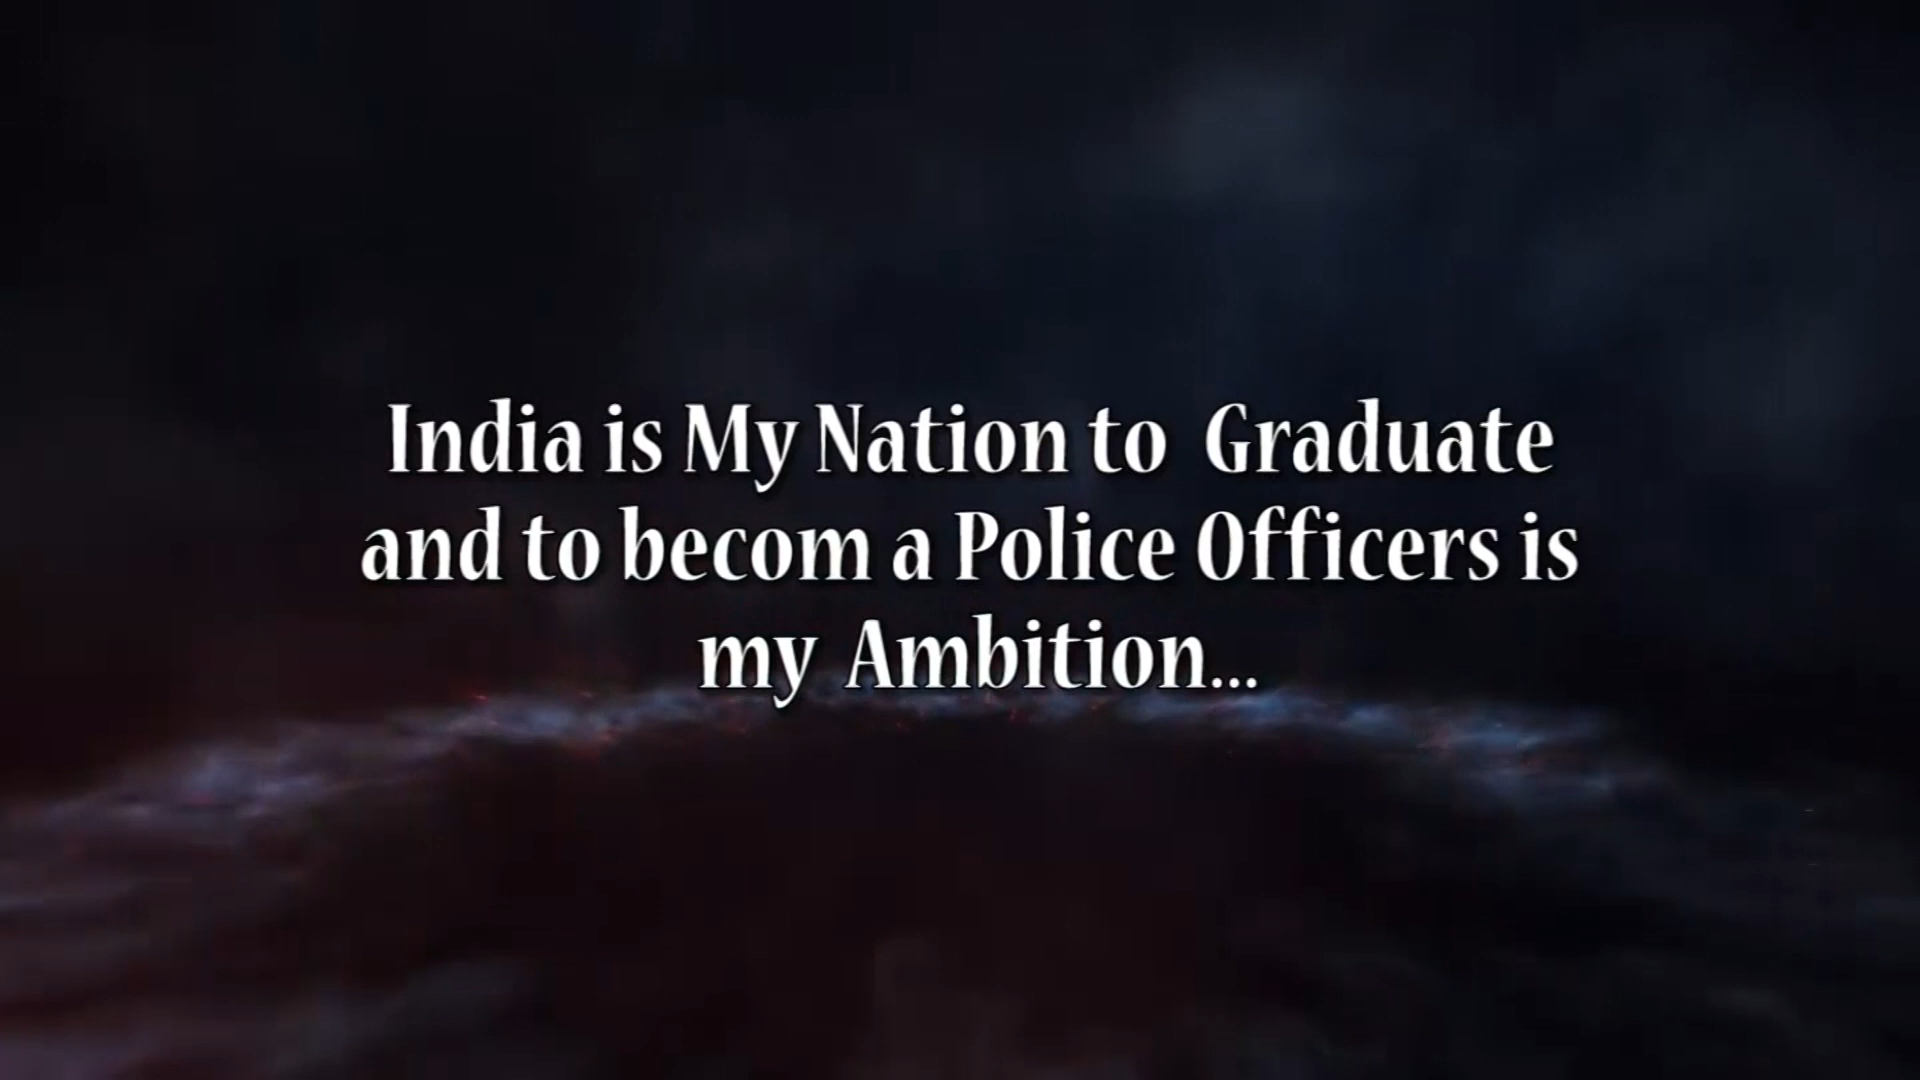 India is My Nation to Graduate
and to becom a Police Officers is
my Ambition...